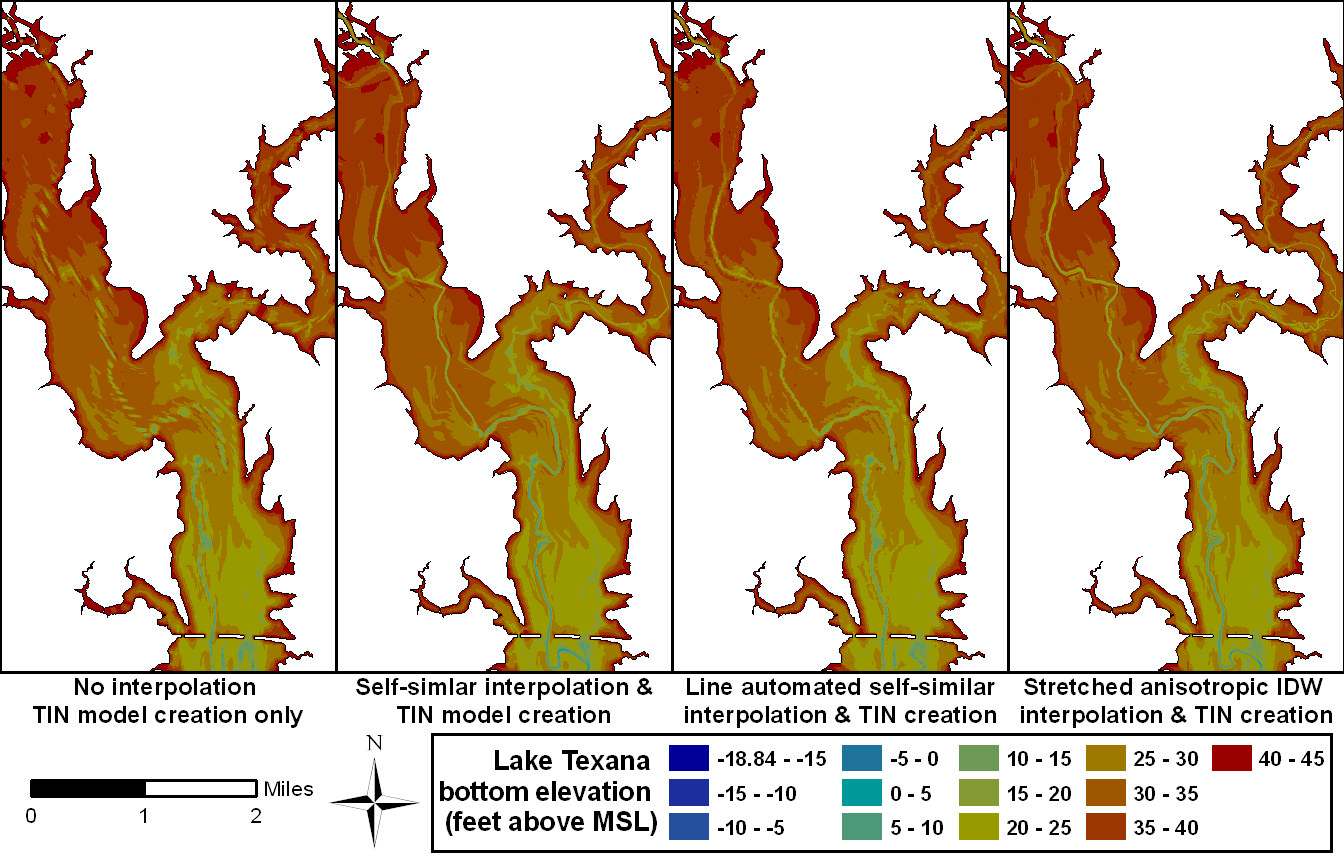 No interpolation
TIN model creation only
Self-simlar interpolation &
TIN model creation
Line automated self-similar
interpolation & TIN creation
Stretched anisotropic IDW
interpolation & TIN creation
0 1 2 Miles
N
Lake Texana
bottom elevation
(feet above MSL)
-18.84 - -15
-15 - -10
-10 - -5
-5 - 0
0 - 5
5 - 10
10 - 15
15 - 20
20 - 25
25 - 30
30 - 35
35 - 40
40 - 45